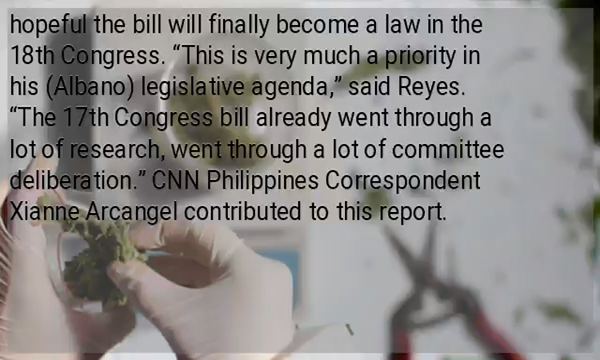 hopeful the bill will finally become a law in the
18th Congress. “This is very much a priority in
his (Albano) legislative agenda,” said Reyes.
“The 17th Congress bill already went through a
lot of research, went through a lot of committee
deliberation.” CNN Philippines Correspondent
Xianne Arcangel contributed to this report.